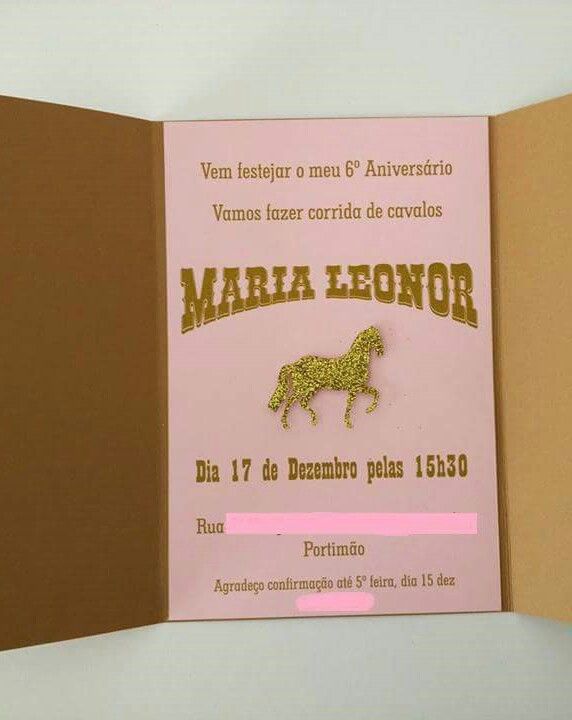 Vem festejar o meu 6º Aniversário
Vamos fazer corrida de cavalos
MARIA LEONOR
Dia 17 de Dezembro pelas 15h30
Rua
Portimão
Agradeço confirmação até 5ª feira, dia 15 dez